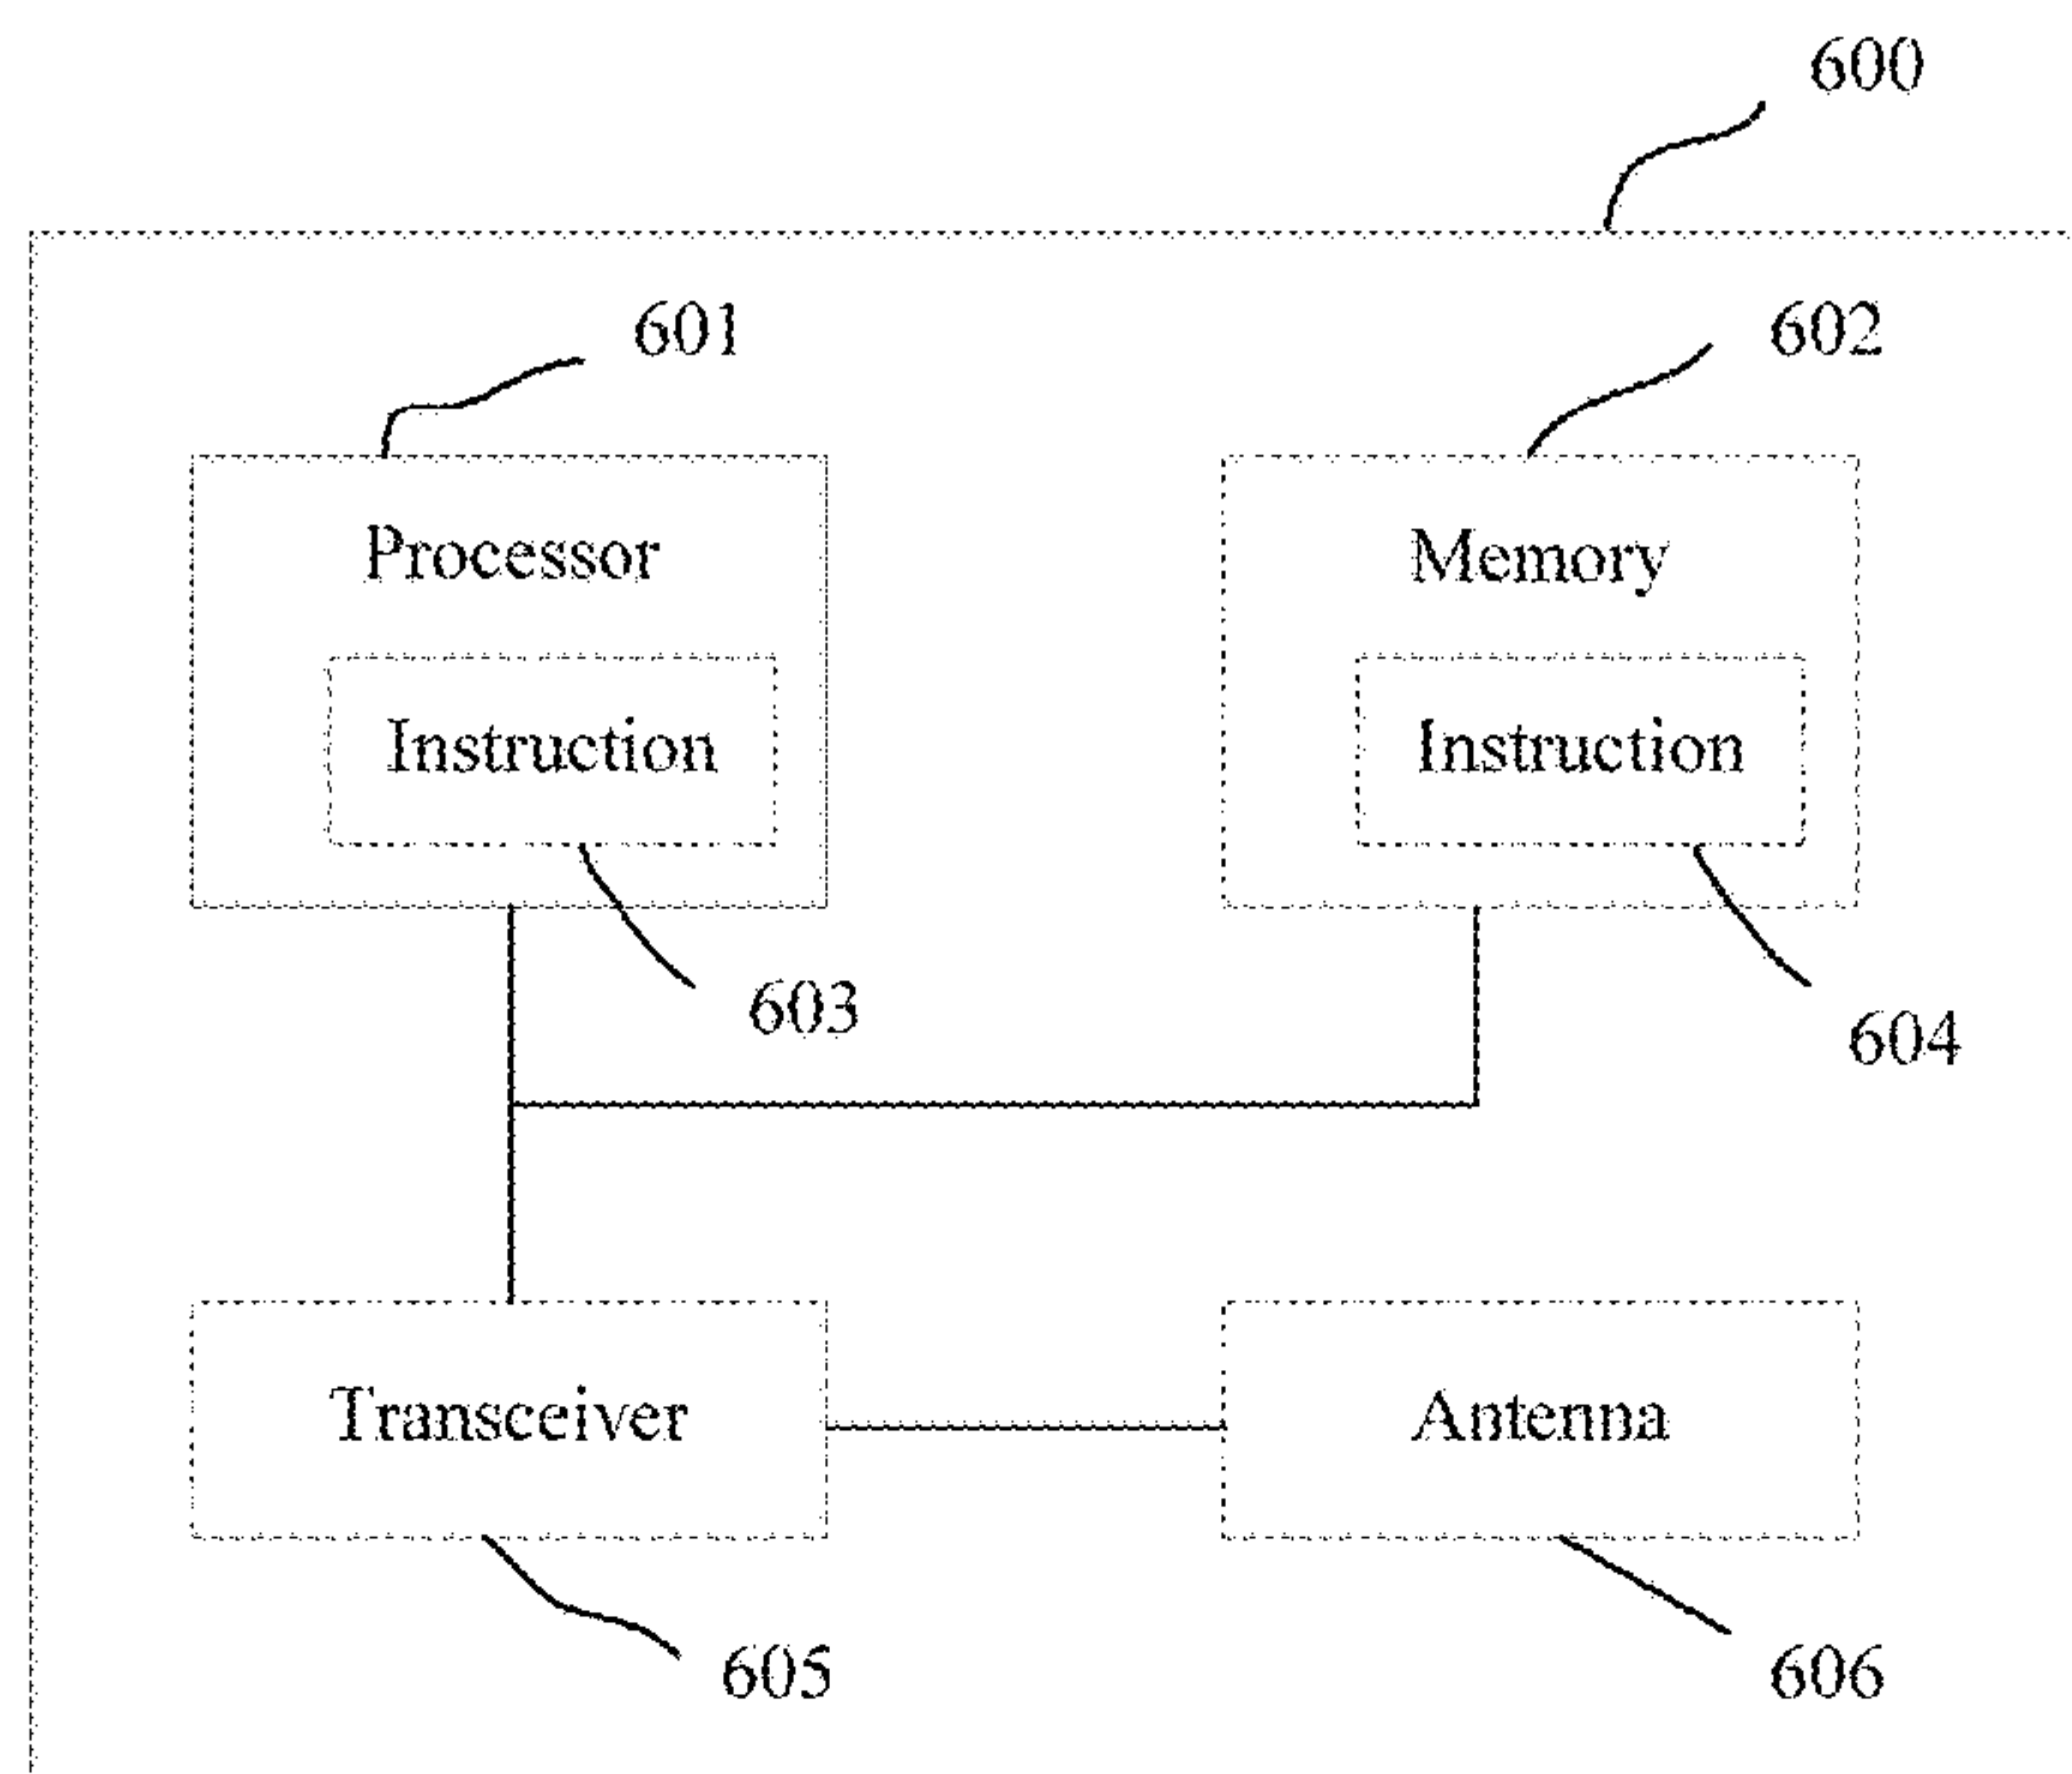 600
601
602
Processor
Memory
Instruction
Instruction
603
604
Transceiver
Antenna
605
606